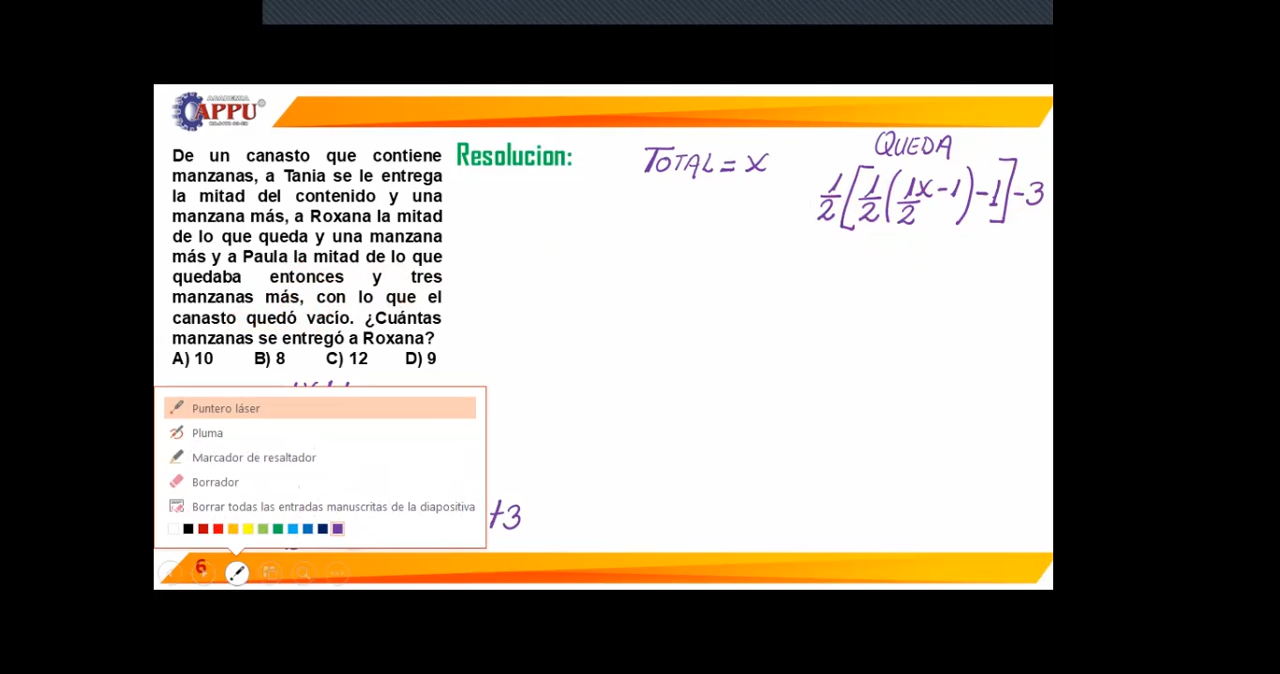 ACADEMIA
APPU
De un canasto que contiene
manzanas, a Tania se le entrega
la mitad del contenido y una
manzana más, a Roxana la mitad
de lo que queda y una manzana
más y a Paula la mitad de lo que
quedaba entonces y tres
manzanas más, con lo que el
canasto quedó vacío. ¿Cuántas
manzanas se entregó a Roxana?
A) 10 B) 8 C) 12 D) 9
Resolucion:
TOTAL = x
QUEDA
1/2[1/2(1/2x-1)-1]-3
Puntero láser
Pluma
Marcador de resaltador
Borrador
Borrar todas las entradas manuscritas de la diapositiva
+3
6